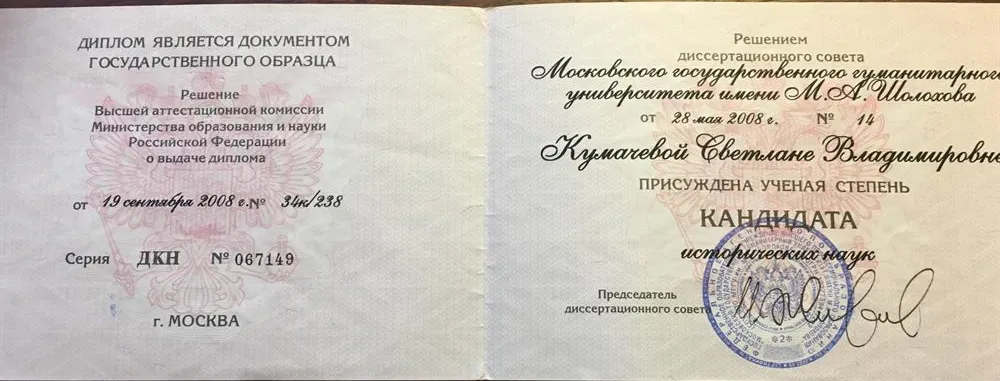 ДИПЛОМ ЯВЛЯЕТСЯ ДОКУМЕНТОМ
ГОСУДАРСТВЕННОГО ОБРАЗЦА
Решение
Высшей аттестационной комиссии
Министерства образования и науки
Российской Федерации
о выдаче диплома
от 19 сентября 2008 г. № 34к/238
Серия ДКН № 067149
г. МОСКВА
Решением
диссертационного совета
Московского государственного гуманитарного
университета имени М.А. Шолохова
от 28 мая 2008 г. № 14
Кумачевой Светлане Владимировне
ПРИСУЖДЕНА УЧЕНАЯ СТЕПЕНЬ
КАНДИДАТА
исторических наук
Председатель
диссертационного совета
*2*